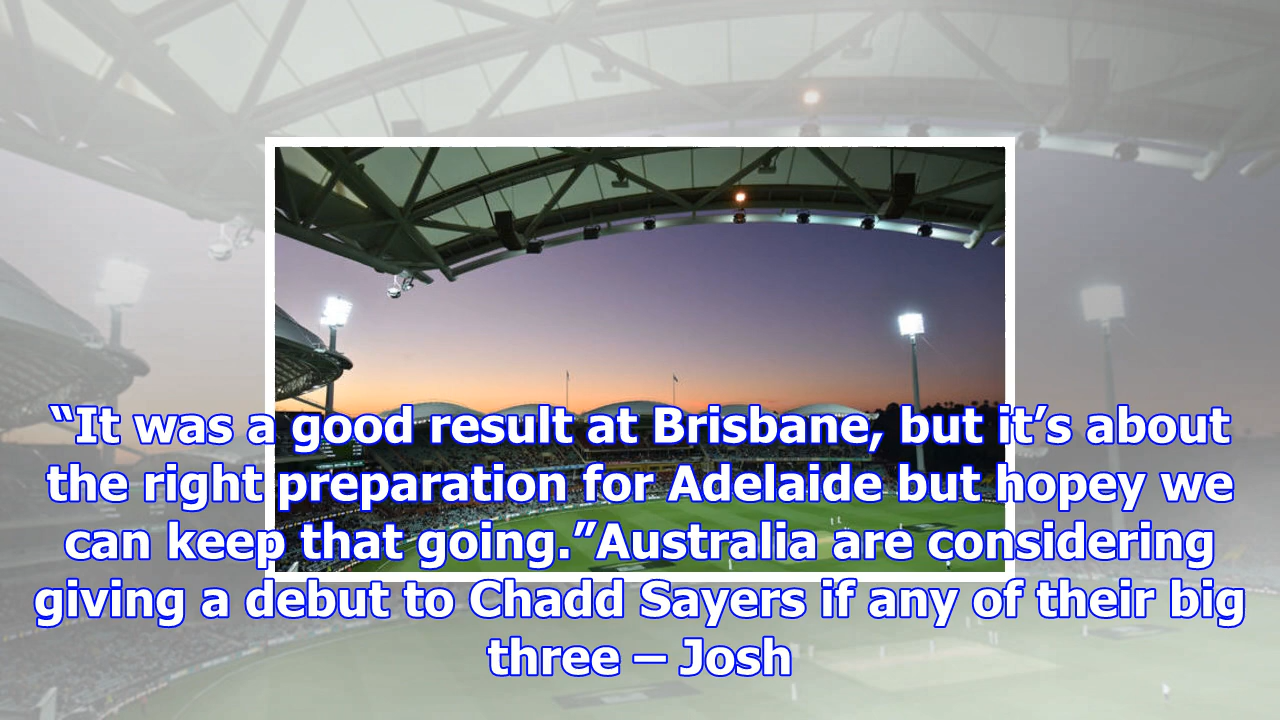 “It was a good result at Brisbane, but it’s about
the right preparation for Adelaide but hopey we
can keep that going.”Australia are considering
giving a debut to Chadd Sayers if any of their big
three – Josh